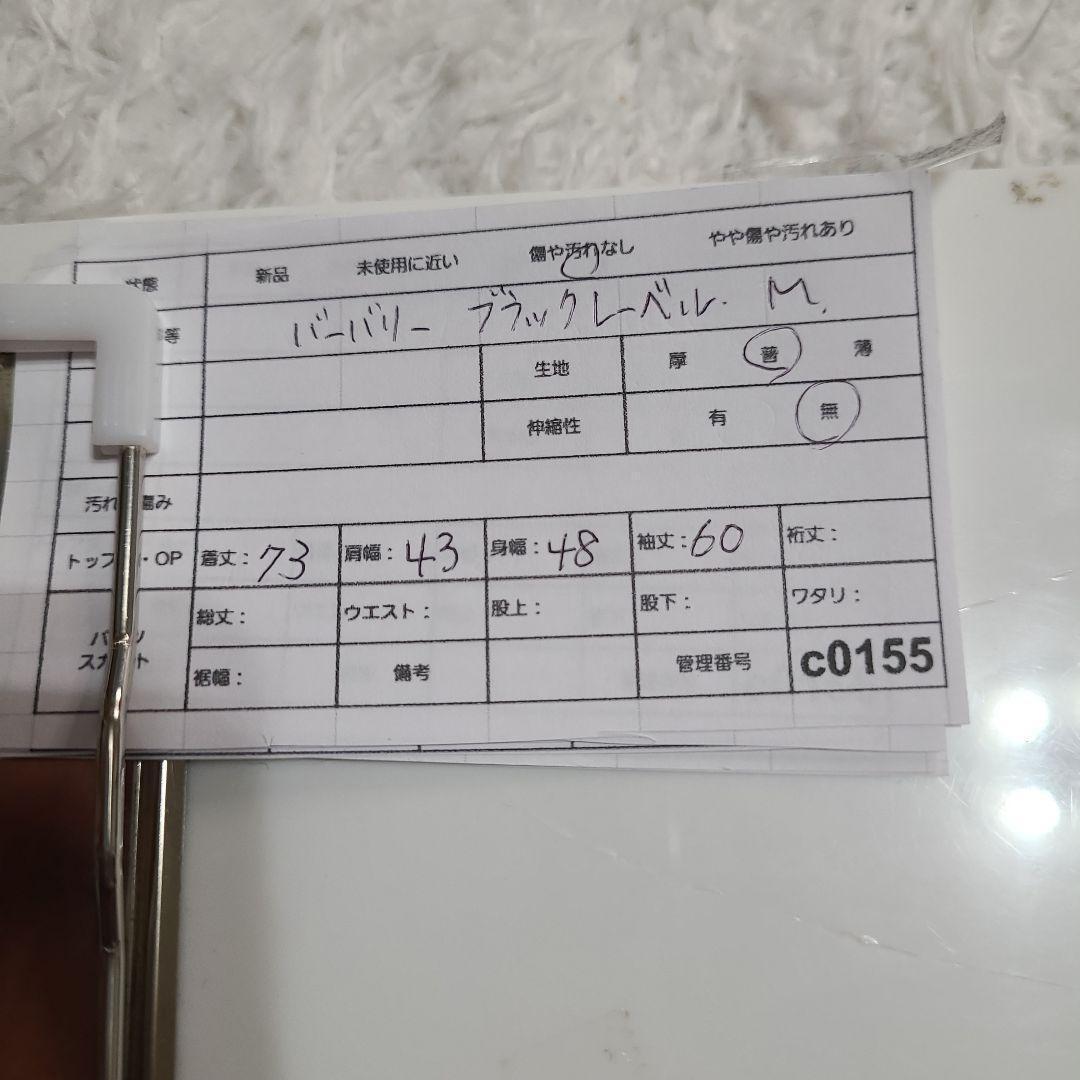 状態 新品 未使用に近い 傷や汚れなし やや傷や汚れあり
等 バーバリー ブラックレーベル. M.
生地 厚 普 薄
伸縮性 有 無
汚れ 傷み
トップ ・OP 着丈：73 肩幅：43 身幅：48 袖丈：60 裄丈：
総丈： ウエスト： 股上： 股下： ワタリ：
裾幅： 備考 管理番号 c0155